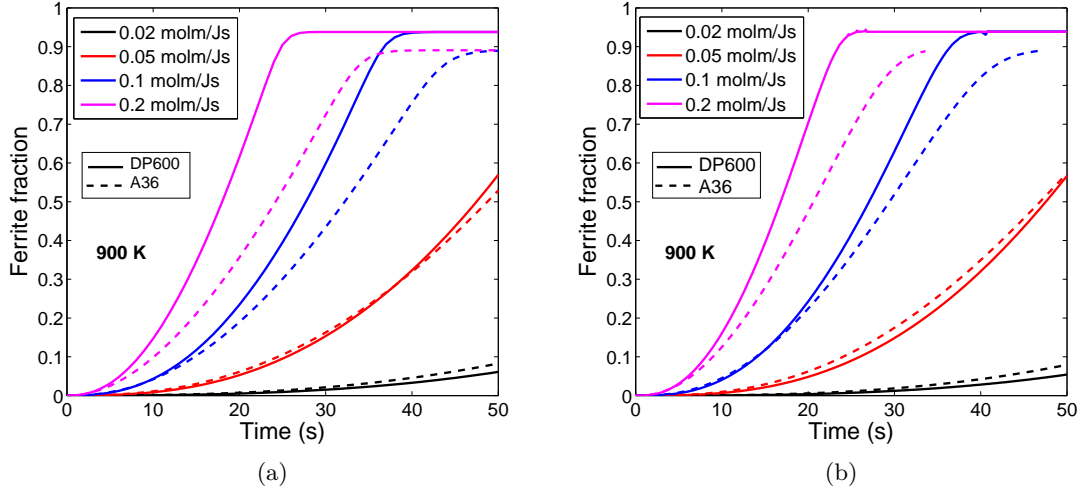 1
0.9
0.8
0.7
0.6
0.5
0.4
0.3
0.2
0.1
0
Ferrite fraction
0.02 molm/Js
0.05 molm/Js
0.1 molm/Js
0.2 molm/Js
DP600
A36
900 K
0 10 20 30 40 50
Time (s)
(a)
1
0.9
0.8
0.7
0.6
0.5
0.4
0.3
0.2
0.1
0
Ferrite fraction
0.02 molm/Js
0.05 molm/Js
0.1 molm/Js
0.2 molm/Js
DP600
A36
900 K
0 10 20 30 40 50
Time (s)
(b)